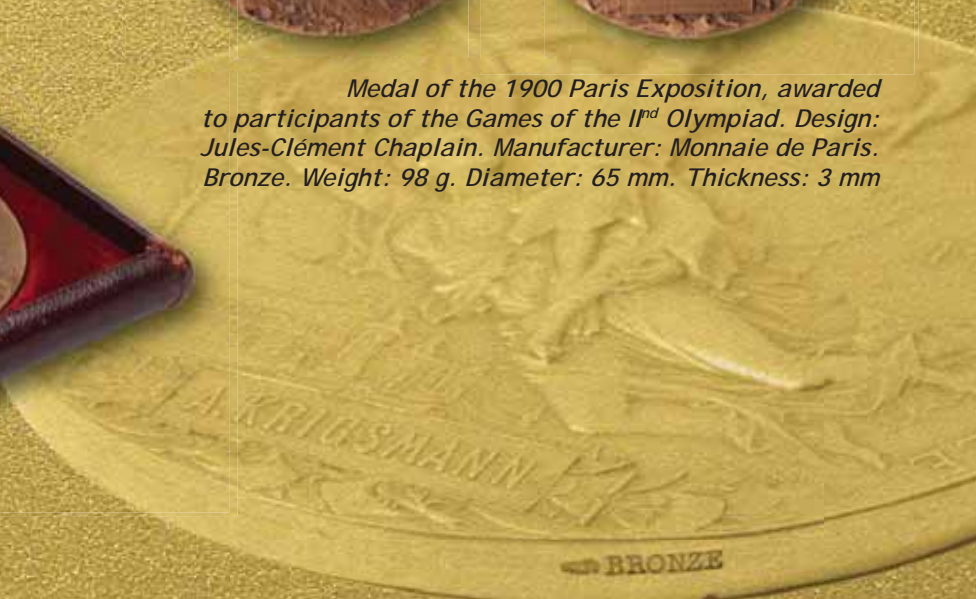 Medal of the 1900 Paris Exposition, awarded
to participants of the Games of the IInd Olympiad. Design:
Jules-Clément Chaplain. Manufacturer: Monnaie de Paris.
Bronze. Weight: 98 g. Diameter: 65 mm. Thickness: 3 mm
A. KRIGSMANN
BRONZE